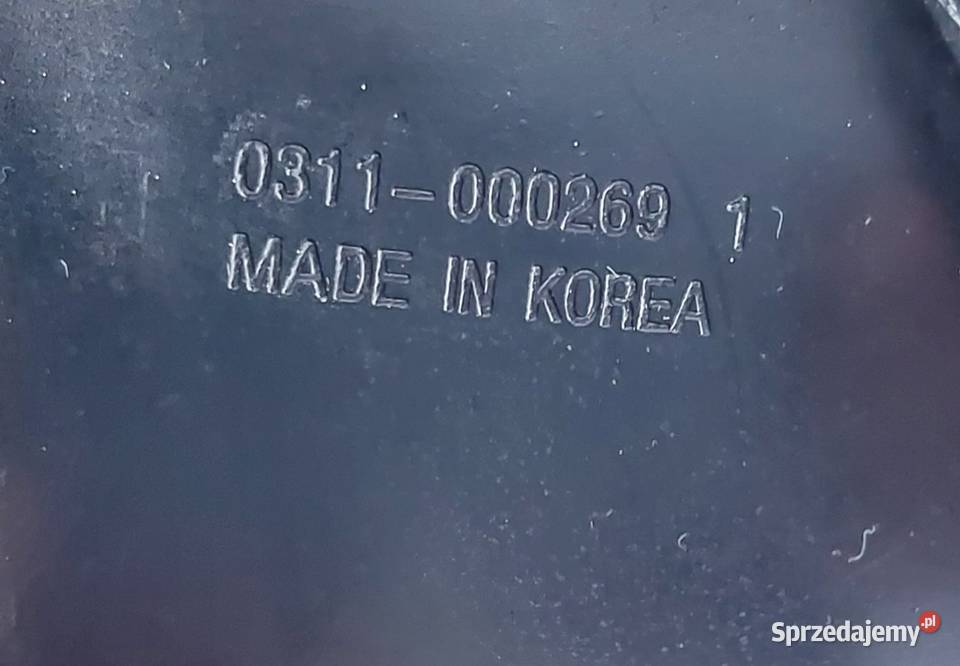 0311-000269 1
MADE IN KOREA
Sprzedajemy.pl